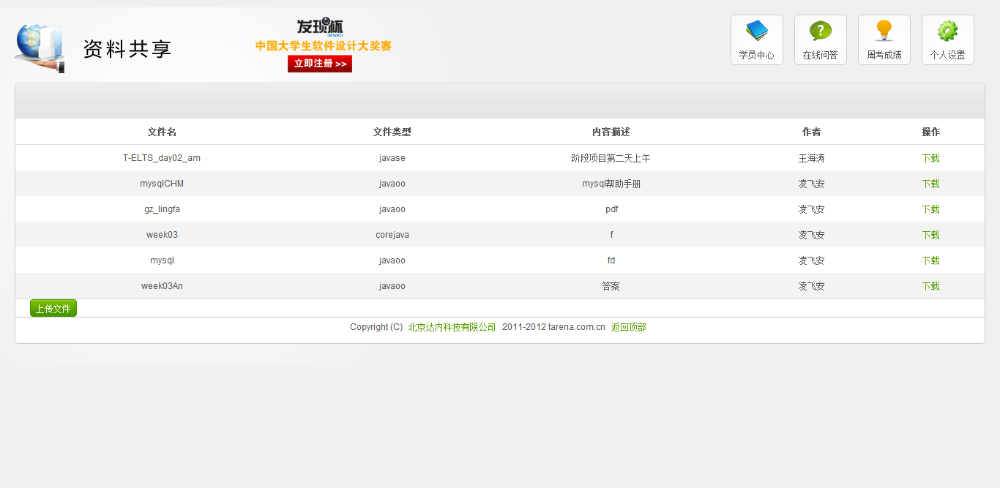 资料共享
发现杯
CATCH
中国大学生软件设计大奖赛
立即注册 >>
学员中心 在线问答 周考成绩 个人设置
文件名 文件类型 内容描述 作者 操作
T-ELTS_day02_am javase 阶段项目第二天上午 王海涛 下载
mysqlCHM javaoo mysql帮助手册 凌飞安 下载
gz_lingfa javaoo pdf 凌飞安 下载
week03 corejava f 凌飞安 下载
mysql javaoo fd 凌飞安 下载
week03An javaoo 答案 凌飞安 下载
上传文件
Copyright (C) 北京达内科技有限公司 2011-2012 tarena.com.cn 返回顶部